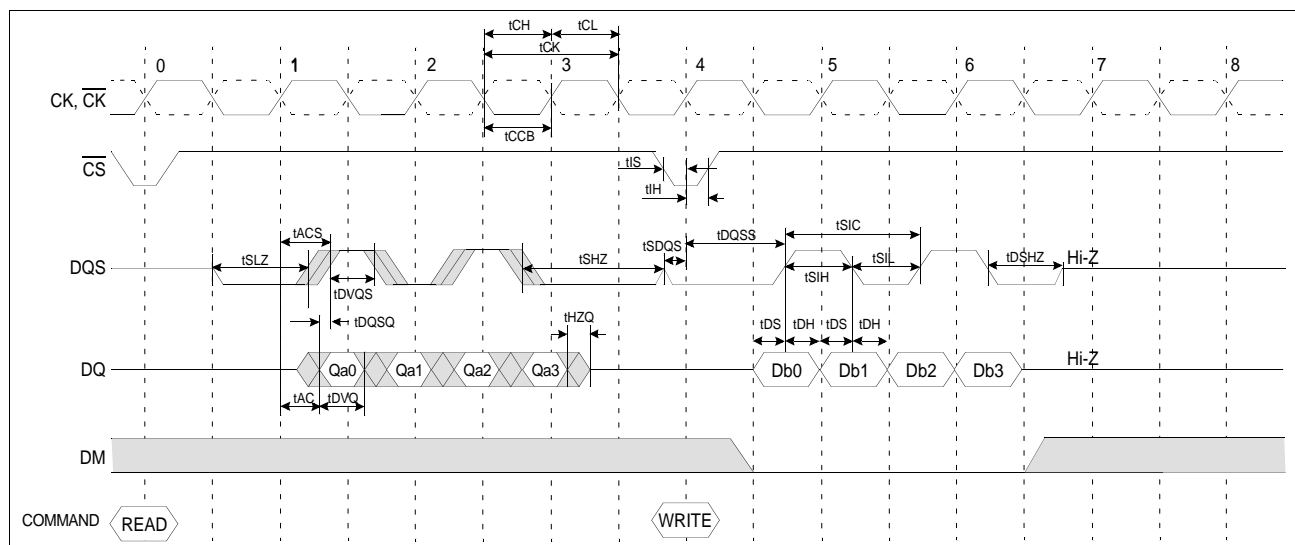 tCH tCL
tCK
0 1 2 3 4 5 6 7 8
CK, CK
tCCB
CS
tIS
tIH
tACS
tSLZ
tDVQS
tSHZ
tSDQS
tDQSS
tSIC
tSIH
tSIL
tDSHZ
Hi-Z
DQS
tDQSQ
tHZQ
tDS tDH tDS tDH
DQ
Qa0 Qa1 Qa2 Qa3
Db0 Db1 Db2 Db3
Hi-Z
tAC tDVQ
DM
COMMAND READ WRITE